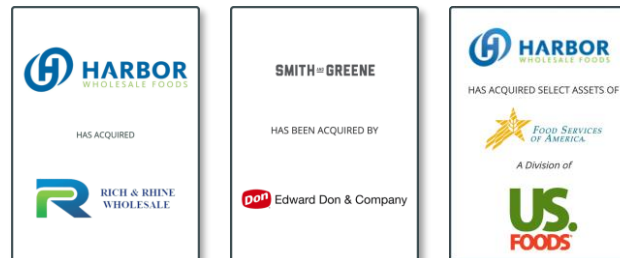 HARBOR
WHOLESALE FOODS
HAS ACQUIRED
RICH & RHINE
WHOLESALE
SMITH AND GREENE
HAS BEEN ACQUIRED BY
Don Edward Don & Company
HARBOR
WHOLESALE FOODS
HAS ACQUIRED SELECT ASSETS OF
FOOD SERVICES
OF AMERICA.
A Division of
US.
FOODS